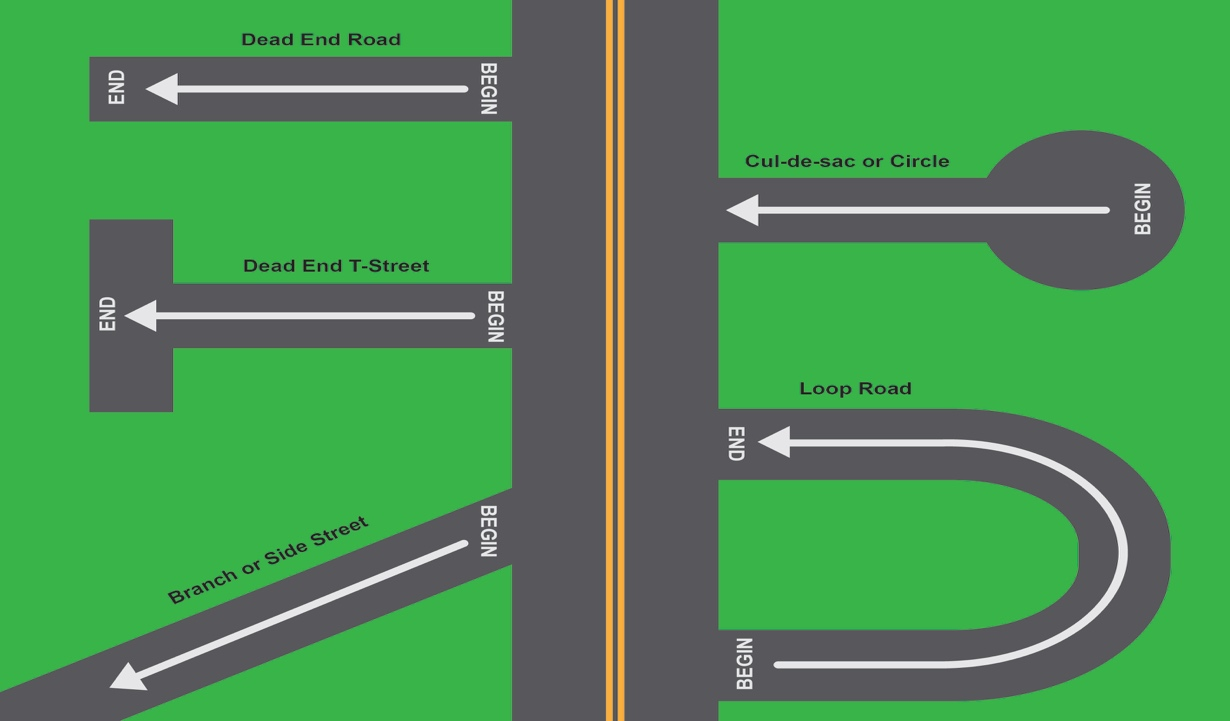 Dead End Road
END
BEGIN
Cul-de-sac or Circle
BEGIN
Dead End T-Street
END
BEGIN
Loop Road
END
BEGIN
Branch or Side Street
BEGIN